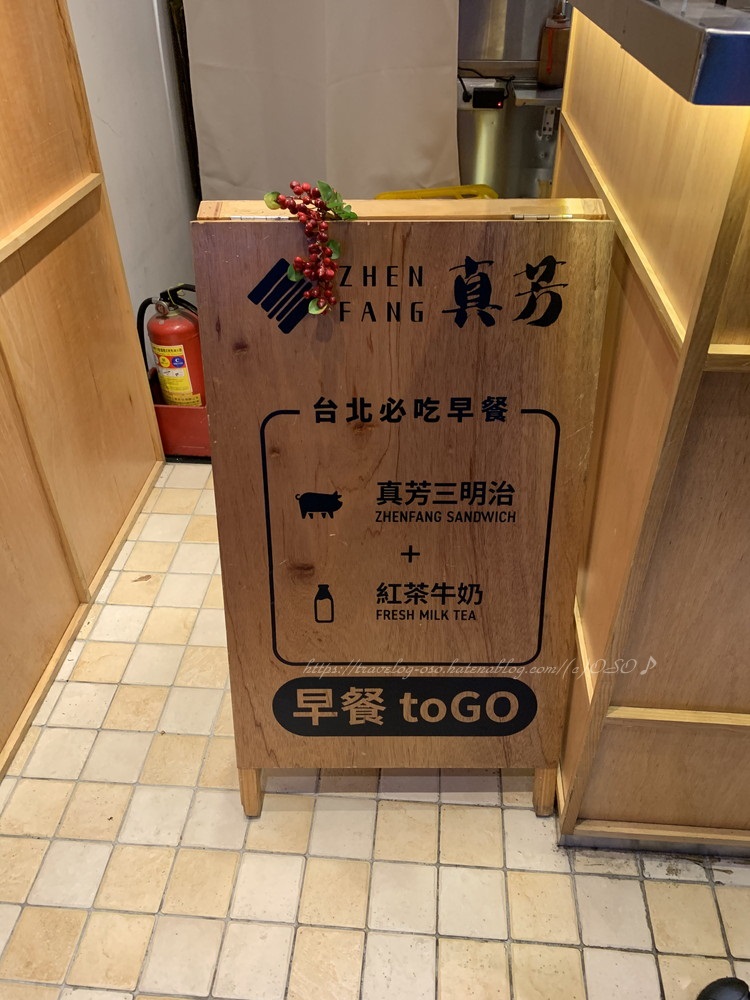 ZHEN
FANG 真芳
台北必吃早餐
真芳三明治
ZHENFANG SANDWICH
+
紅茶牛奶
FRESH MILK TEA
https://travelog-oso.hatenablog.com/(c)OSO♪
早餐 toGO